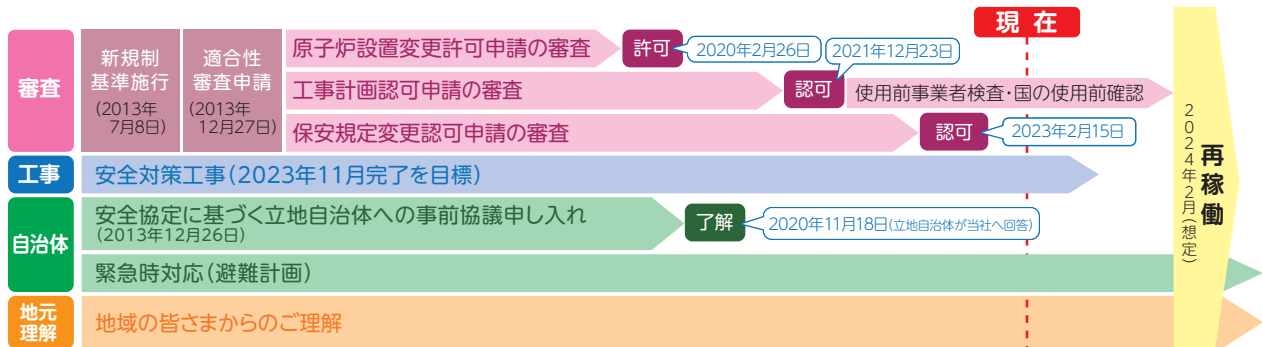 現在
審査
新規制
基準施行
(2013年
7月8日)
適合性
審査申請
(2013年
12月27日)
原子炉設置変更許可申請の審査
許可
2020年2月26日
2021年12月23日
工事計画認可申請の審査
認可
使用前事業者検査・国の使用前確認
保安規定変更認可申請の審査
認可
2023年2月15日
工事
安全対策工事(2023年11月完了を目標)
自治体
安全協定に基づく立地自治体への事前協議申し入れ
(2013年12月26日)
了解
2020年11月18日(立地自治体が当社へ回答)
緊急時対応(避難計画)
地元
理解
地域の皆さまからのご理解
再稼働
2024年2月(想定)